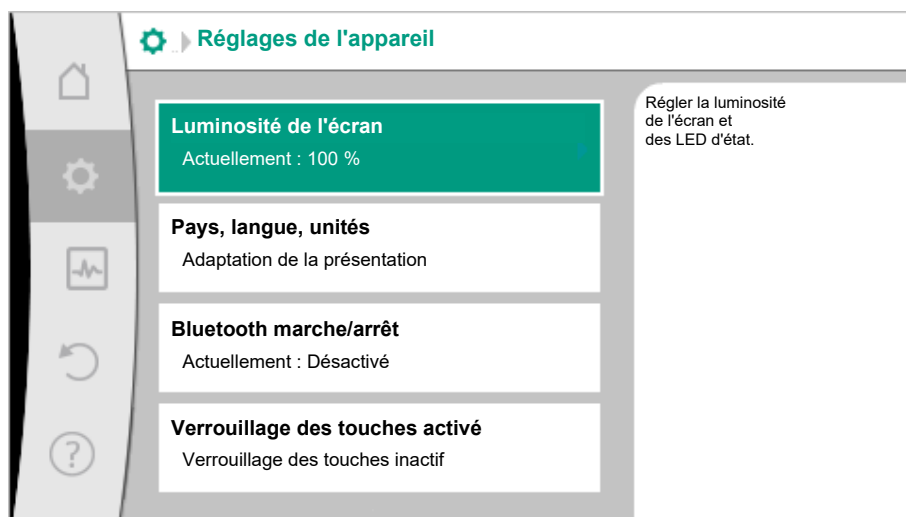 Réglages de l'appareil
Luminosité de l'écran
Actuellement : 100 %
Pays, langue, unités
Adaptation de la présentation
Bluetooth marche/arrêt
Actuellement : Désactivé
Verrouillage des touches activé
Verrouillage des touches inactif
Régler la luminosité
de l'écran et
des LED d'état.
?